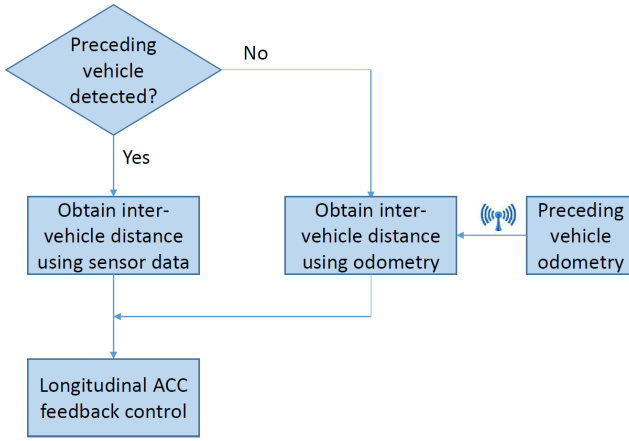 Preceding
vehicle
detected?
No
Yes
Obtain inter-
vehicle distance
using sensor data
Obtain inter-
vehicle distance
using odometry
Preceding
vehicle
odometry
Longitudinal ACC
feedback control